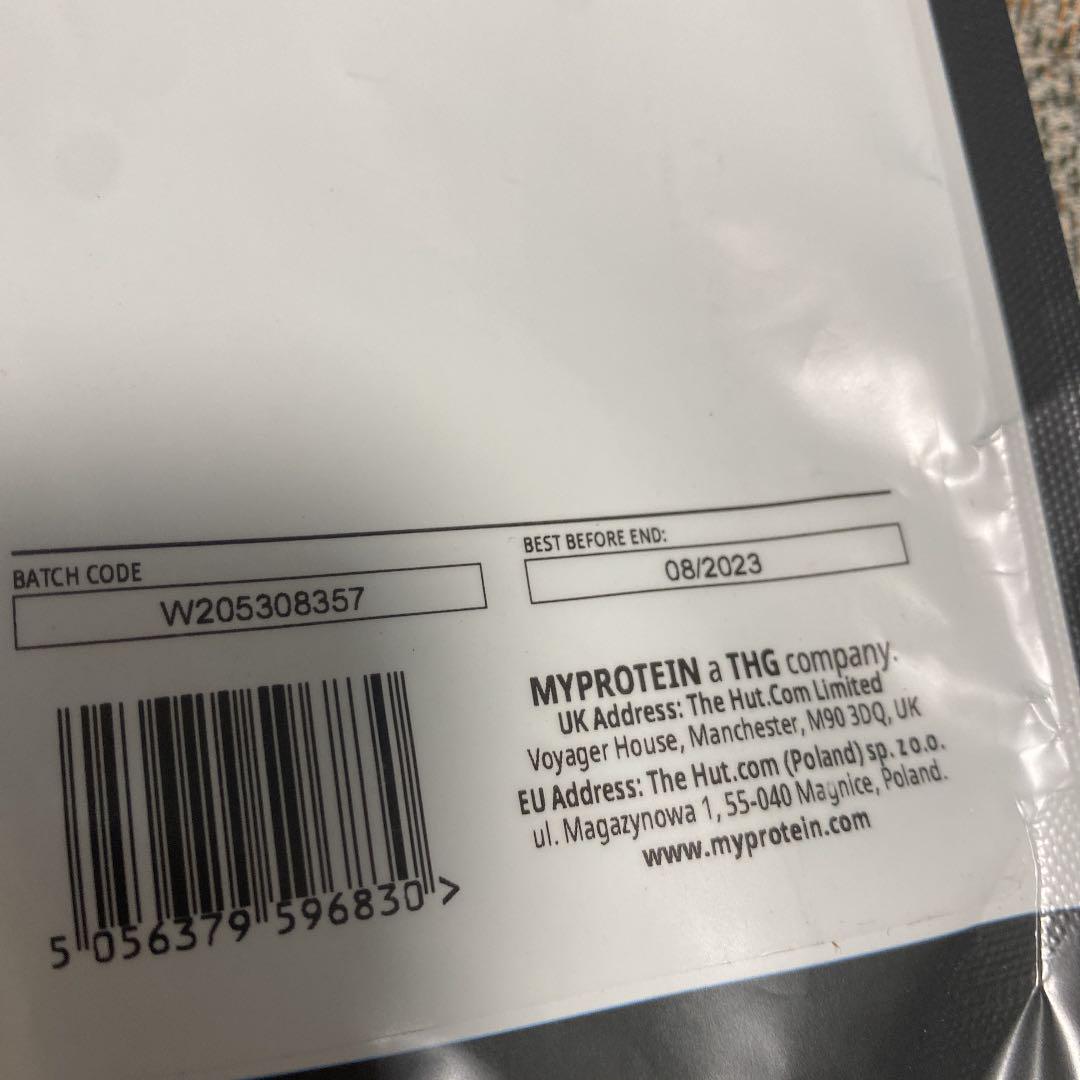 BATCH CODE
W205308357
BEST BEFORE END:
08/2023
MYPROTEIN a THG company.
UK Address: The Hut.Com Limited
Voyager House, Manchester, M90 3DQ, UK
EU Address: The Hut.com (Poland) sp. z o.o.
ul. Magazynowa 1, 55-040 Magnice, Poland.
www.myprotein.com
5 056379 596830 >